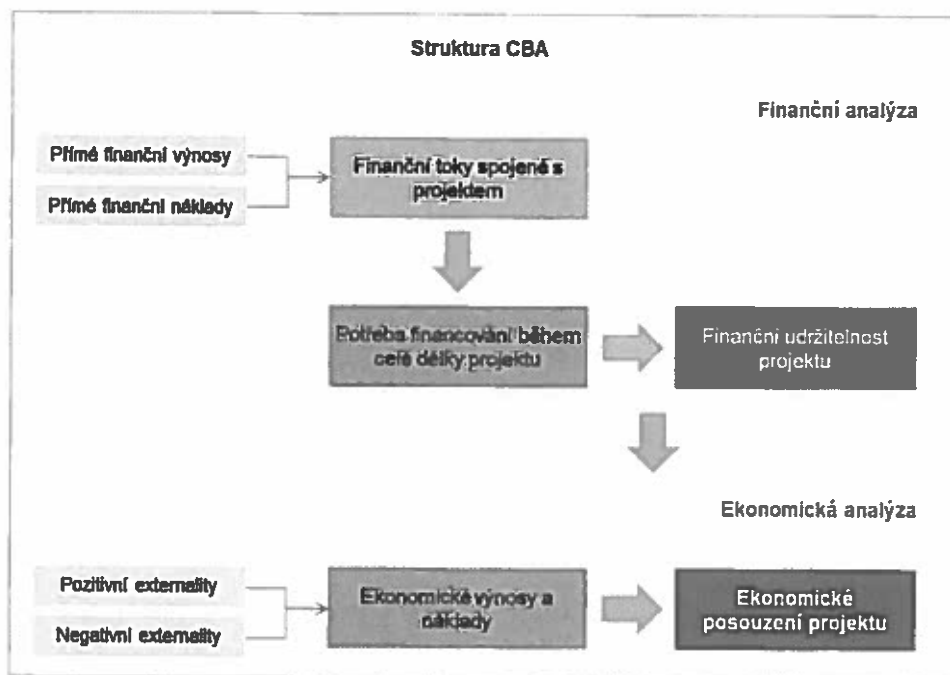 Struktura CBA
Finanční analýza
Přímé finanční výnosy
Přímé finanční náklady
Finanční toky spojené s
projektem
Potřeba financování během
celé délky projektu
Finanční udržitelnost
projektu
Ekonomická analýza
Pozitivní externality
Negativní externality
Ekonomické výnosy a
náklady
Ekonomické
posouzení projektu